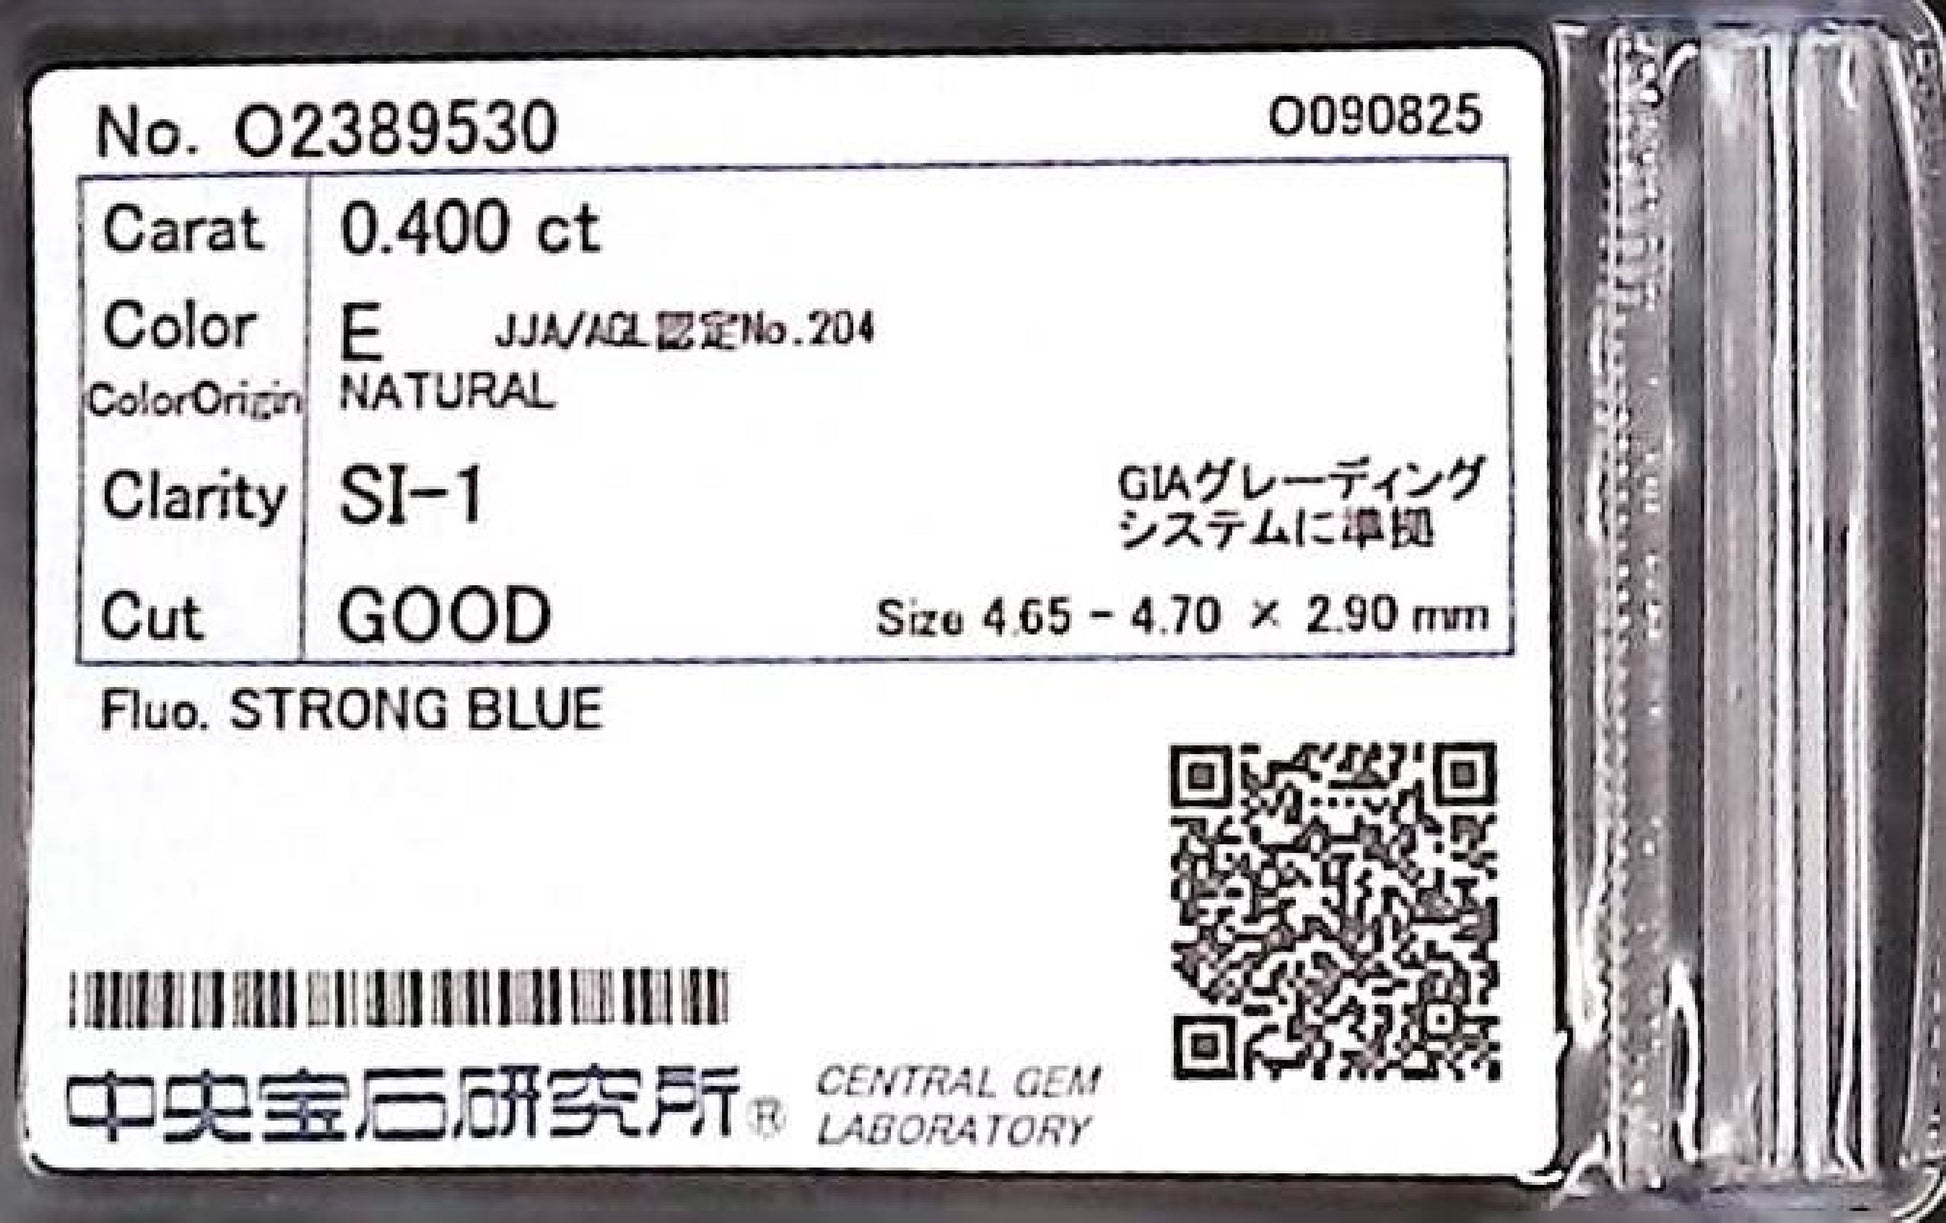 No. O2389530
O090825
Carat 0.400 ct
Color E JJA/AGL認定No.204
ColorOrigin NATURAL
Clarity SI-1
GIAグレーディング
システムに準拠
Cut GOOD Size 4.65 - 4.70 × 2.90 mm
Fluo. STRONG BLUE
中央宝石研究所® CENTRAL GEM
LABORATORY